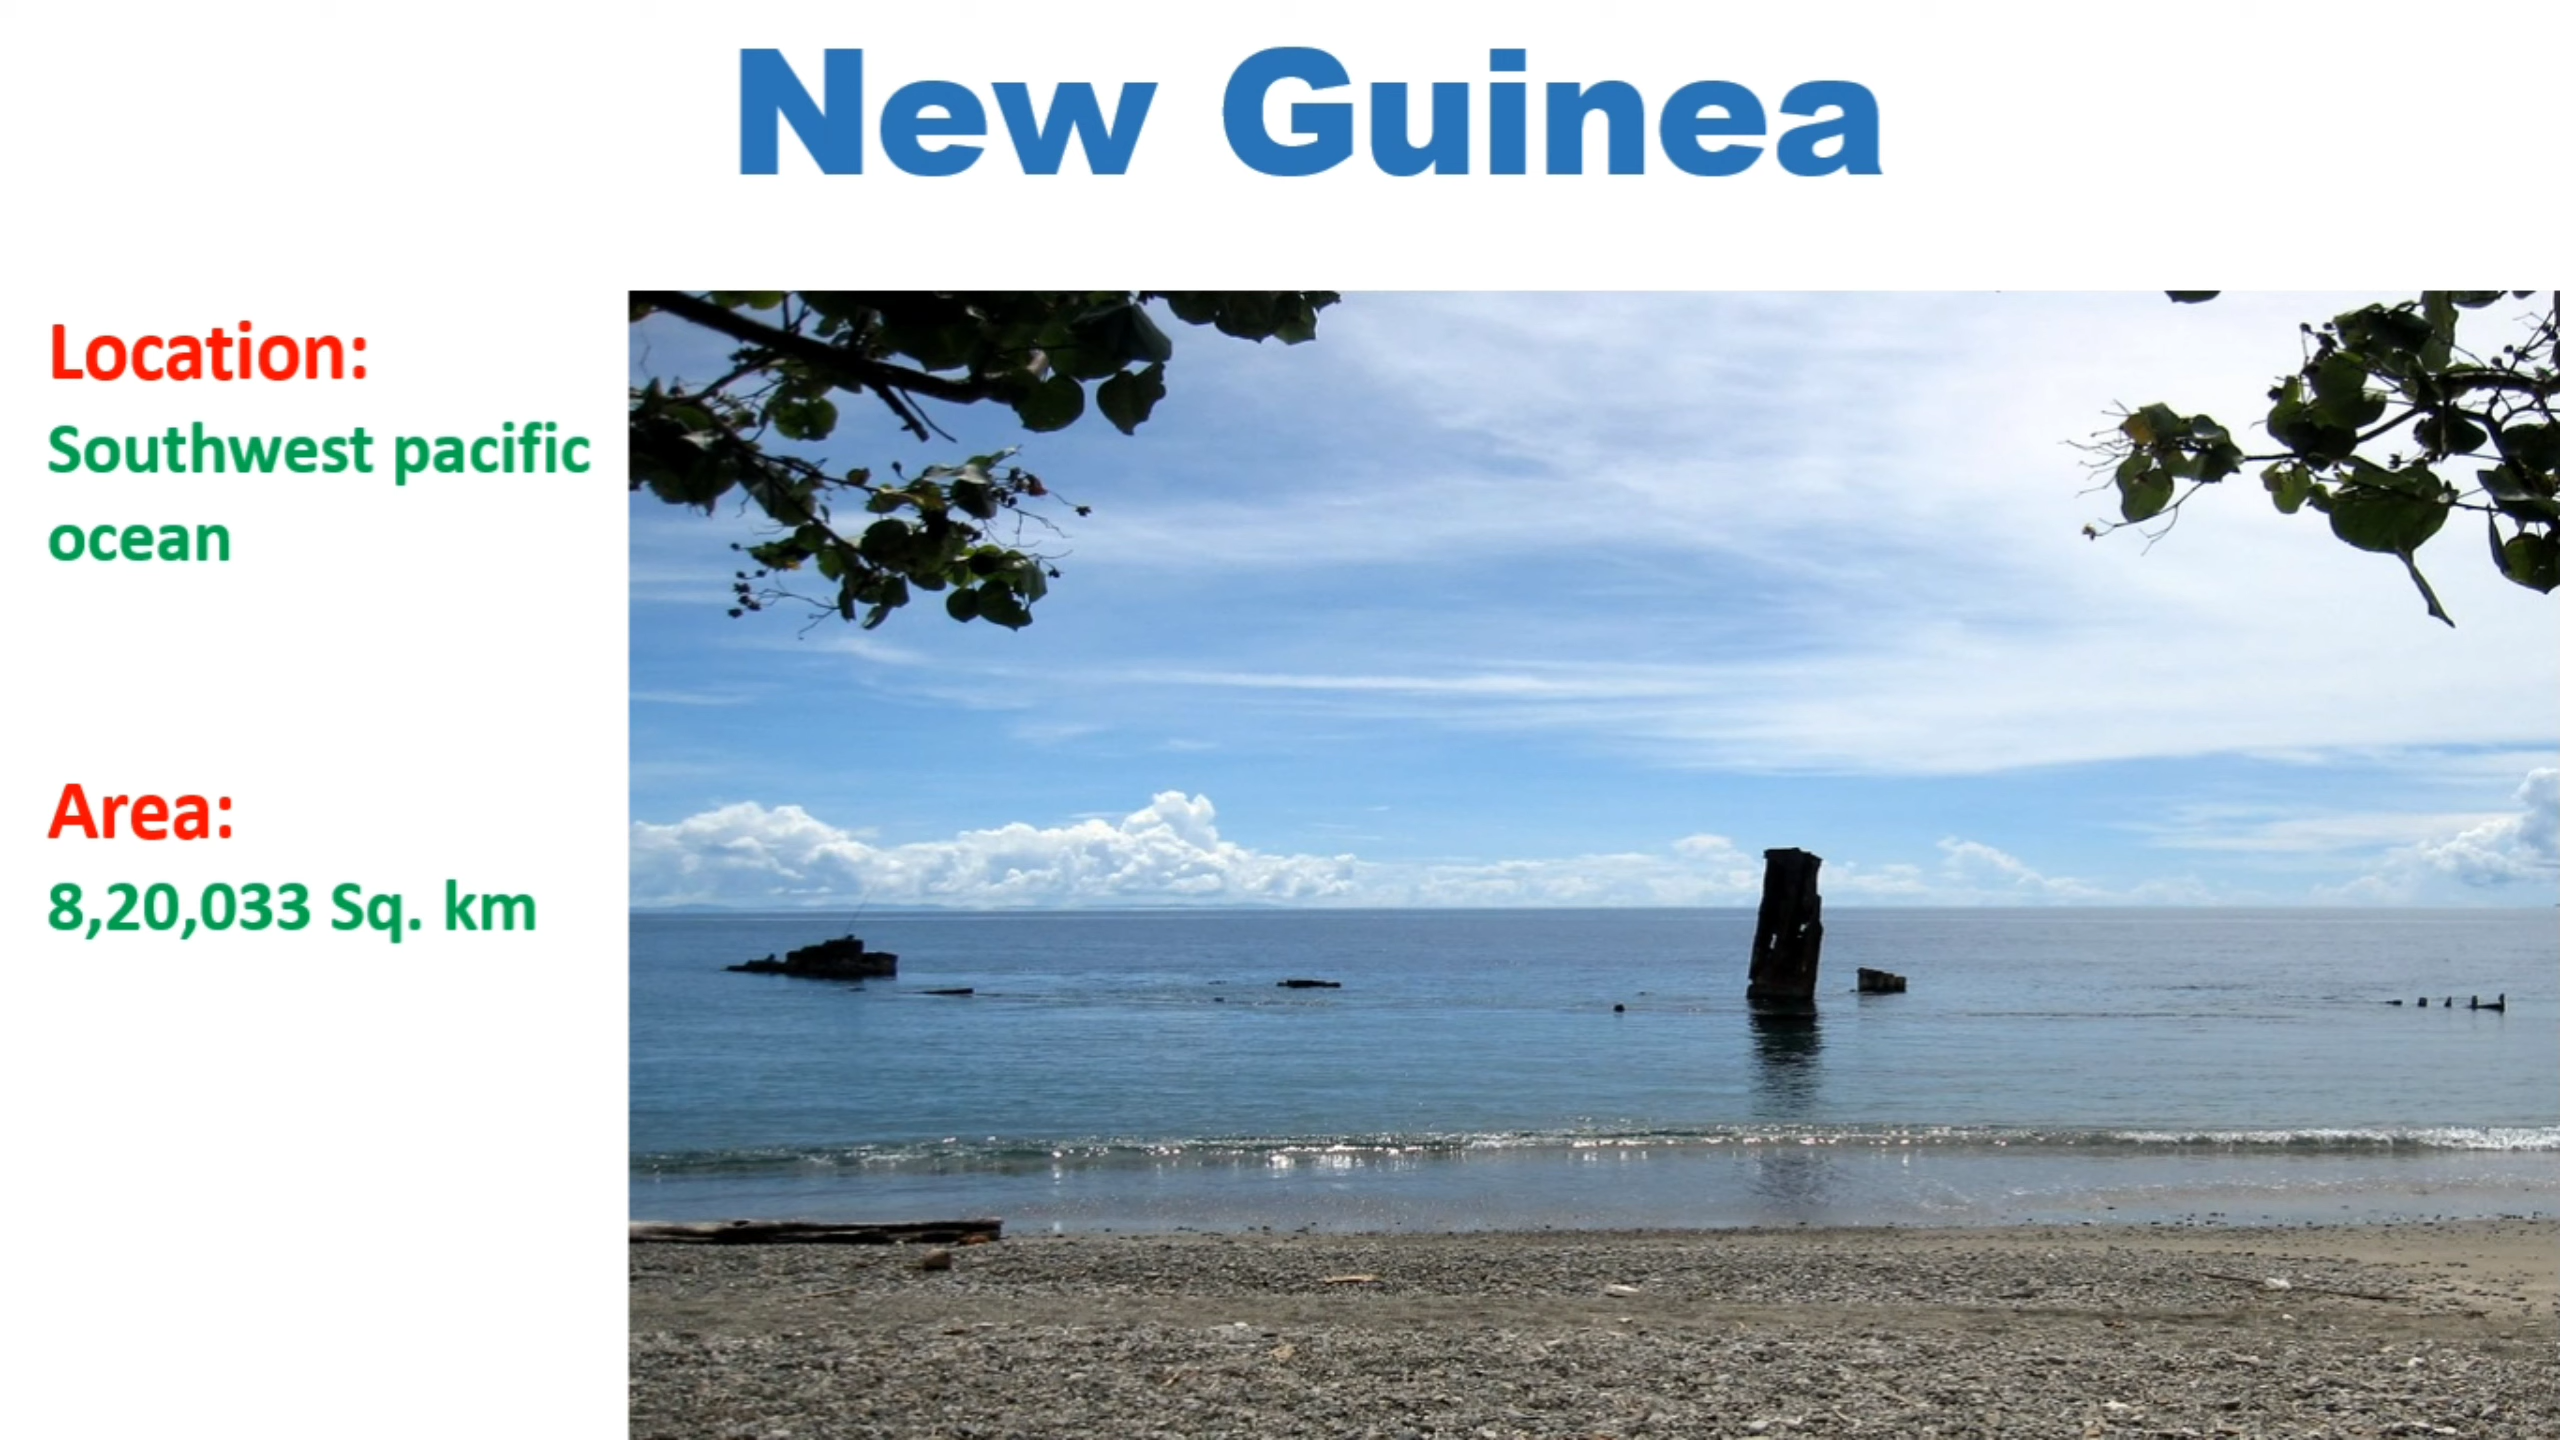 New Guinea
Location:
Southwest pacific
ocean
Area:
8,20,033 Sq. km